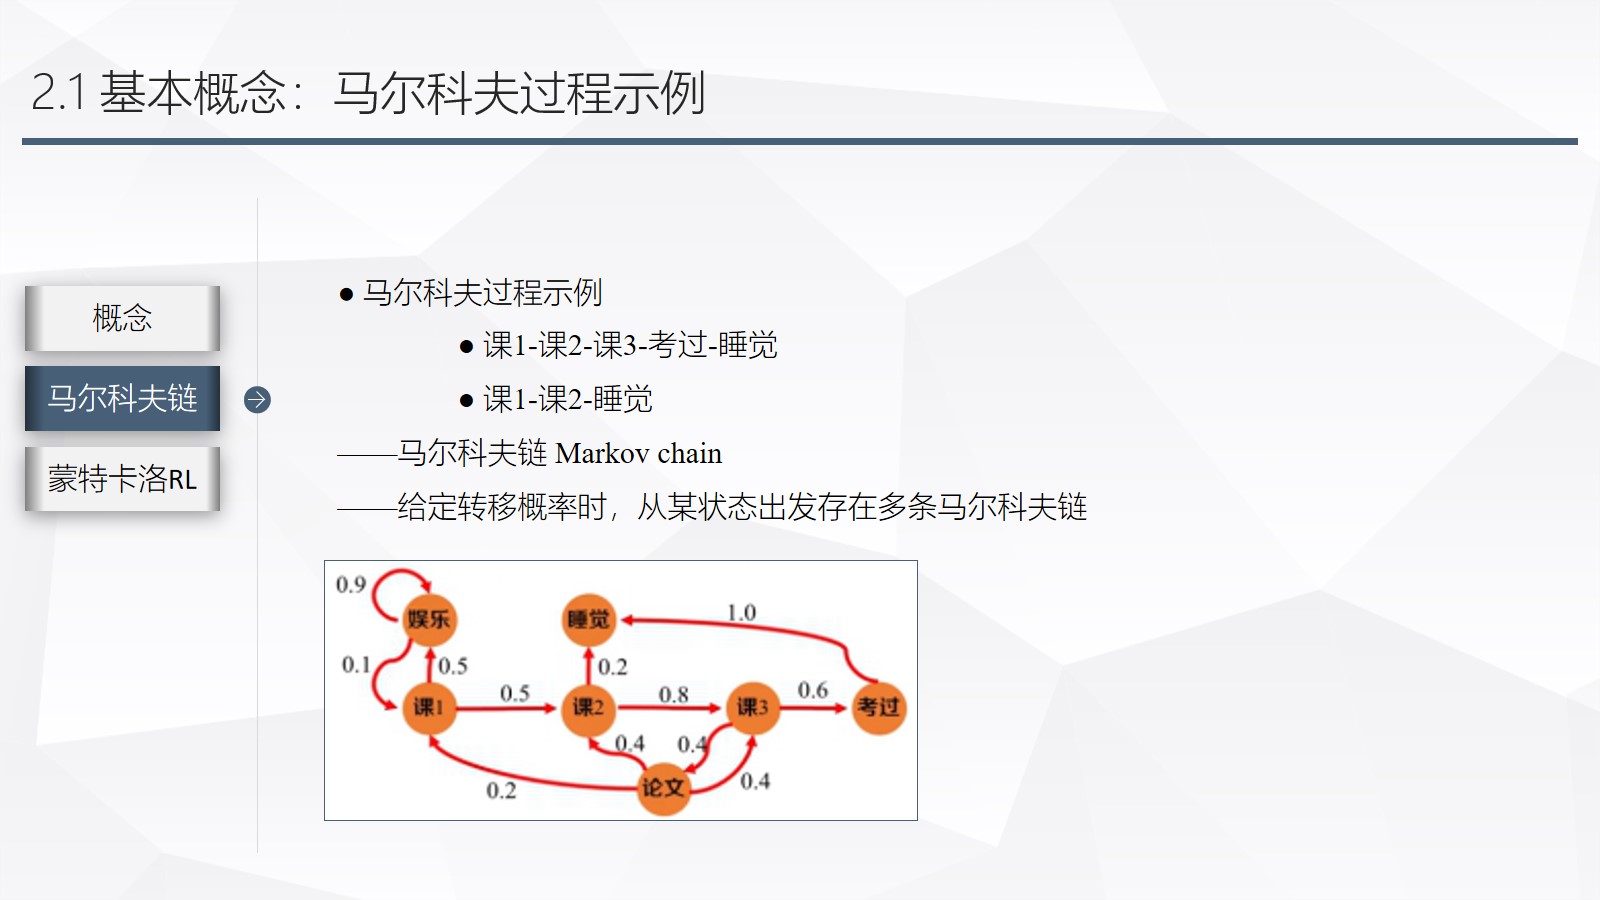 2.1 基本概念：马尔科夫过程示例
概念
马尔科夫链
蒙特卡洛RL
● 马尔科夫过程示例
● 课1-课2-课3-考过-睡觉
● 课1-课2-睡觉
——马尔科夫链 Markov chain
——给定转移概率时，从某状态出发存在多条马尔科夫链
0.9
娱乐
睡觉
1.0
0.1
0.5
0.2
课1
0.5
课2
0.8
课3
0.6
考过
0.4
0.4
0.2
论文
0.4